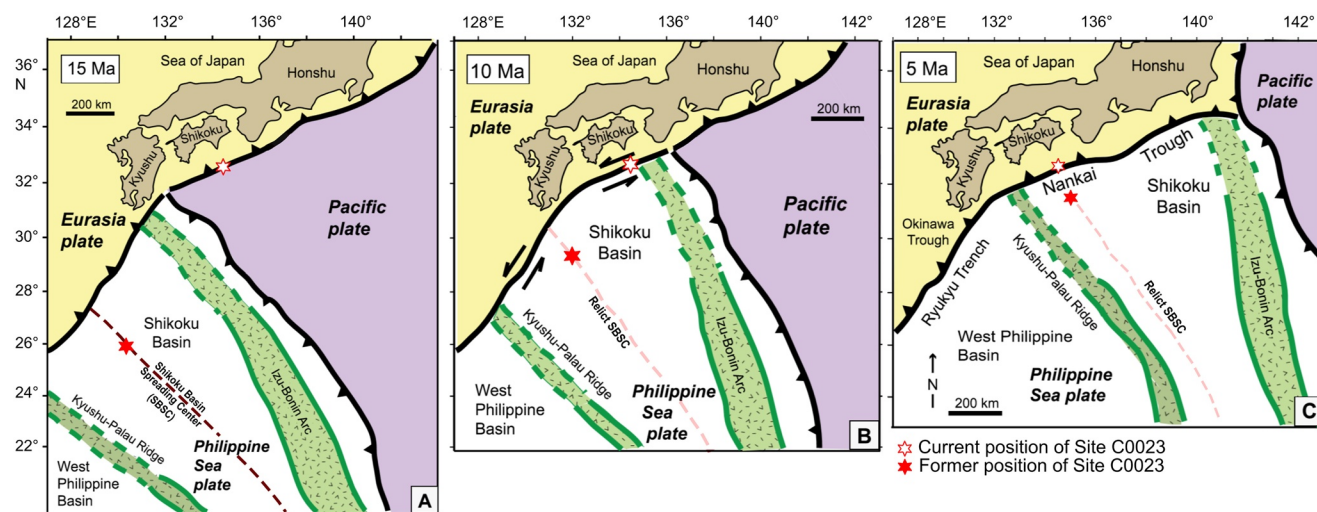 128°E 132° 136° 140°
36°
N
34°
32°
30°
28°
26°
24°
22°
15 Ma
200 km
Sea of Japan
Honshu
Shikoku
Kyushu
Eurasia
plate
Pacific
plate
Shikoku
Basin
Shikoku Basin
Spreading Center
(SBSC)
Izu-Bonin Arc
Kyushu-Palau Ridge
Philippine
Sea
plate
West
Philippine
Basin
A
128° 132° 136° 140° 142°
10 Ma
Sea of Japan
Honshu
Eurasia
plate
200 km
Shikoku
Kyushu
Pacific
plate
Shikoku
Basin
Relict SBSC
Izu-Bonin Arc
Kyushu-Palau Ridge
West
Philippine
Basin
Philippine
Sea
plate
B
128° 132° 136° 140° 142°
5 Ma
Sea of Japan
Honshu
Pacific
plate
Eurasia
plate
Shikoku
Kyushu
Nankai
Trough
Shikoku
Basin
Okinawa
Trough
Ryukyu Trench
Kyushu-Palau Ridge
Relict SBSC
Izu-Bonin Arc
West Philippine
Basin
N
Philippine
Sea plate
200 km
C
Current position of Site C0023
Former position of Site C0023